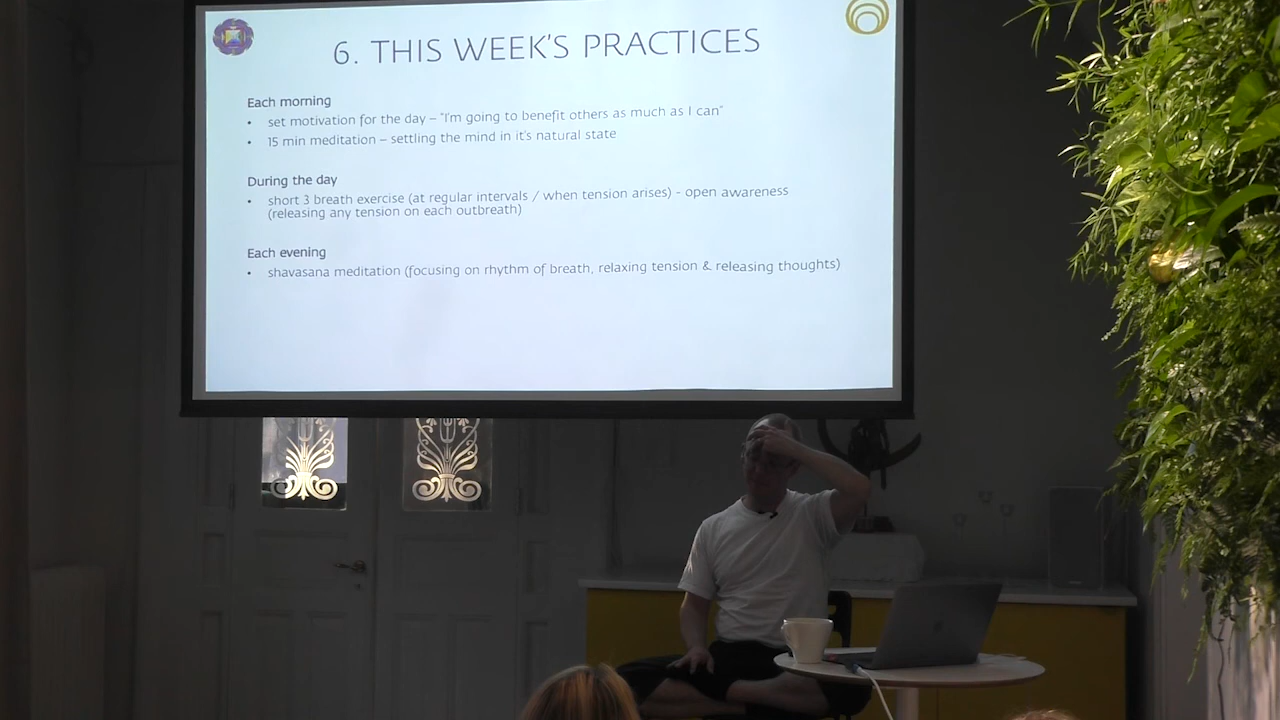 6. THIS WEEK'S PRACTICES
Each morning
• set motivation for the day – "I'm going to benefit others as much as I can"
• 15 min meditation – settling the mind in it's natural state
During the day
• short 3 breath exercise (at regular intervals / when tension arises) - open awareness
(releasing any tension on each outbreath)
Each evening
• shavasana meditation (focusing on rhythm of breath, relaxing tension & releasing thoughts)